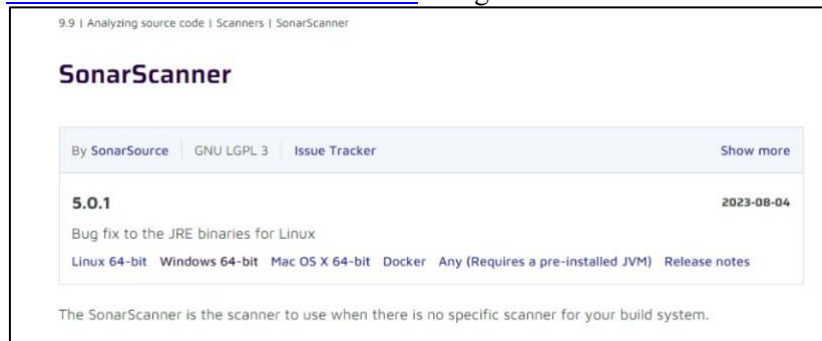 9.9 | Analyzing source code | Scanners | SonarScanner
SonarScanner
By SonarSource GNU LGPL 3 Issue Tracker Show more
5.0.1 2023-08-04
Bug fix to the JRE binaries for Linux
Linux 64-bit Windows 64-bit Mac OS X 64-bit Docker Any (Requires a pre-installed JVM) Release notes
The SonarScanner is the scanner to use when there is no specific scanner for your build system.